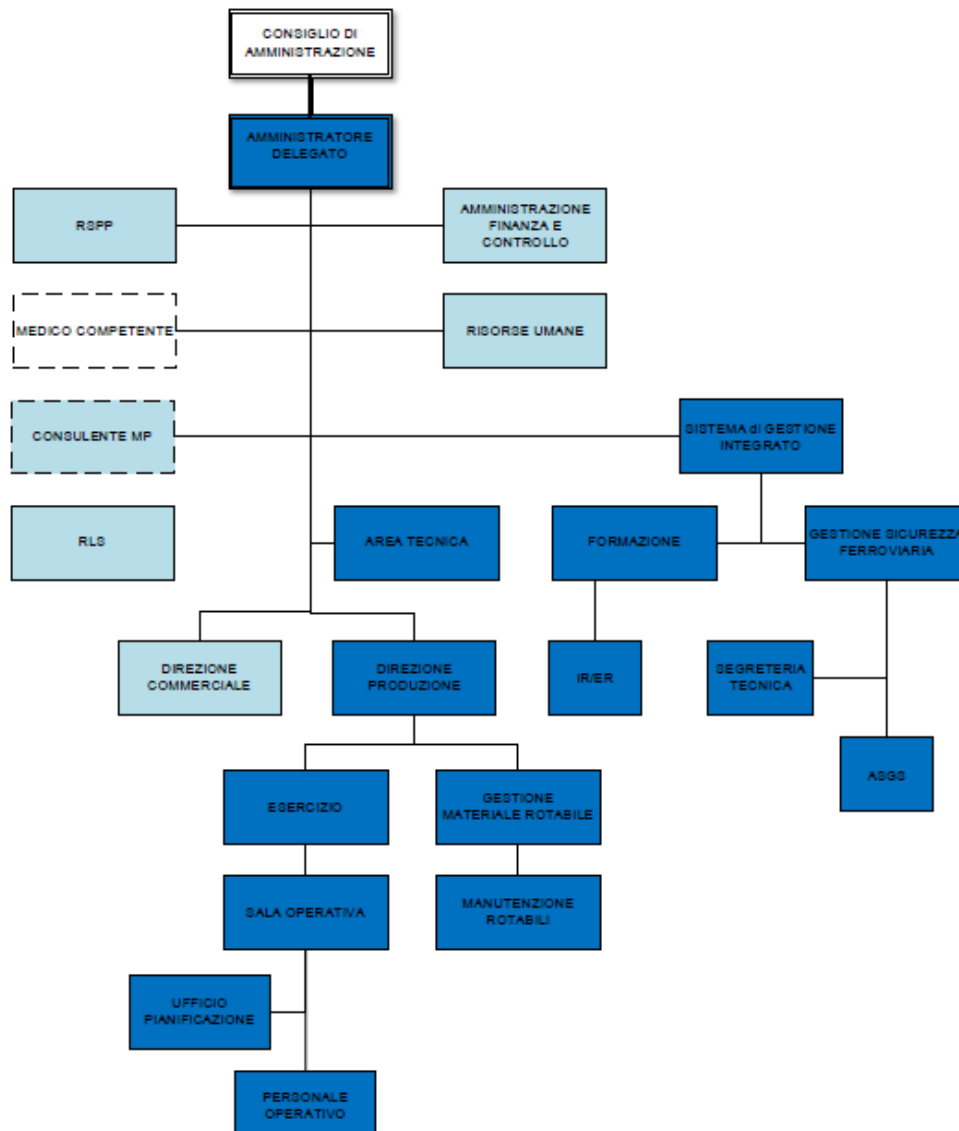 CONSIGLIO DI
AMMINISTRAZIONE
AMMINISTRATORE
DELEGATO
RSPP
AMMINISTRAZIONE
FINANZA E
CONTROLLO
MEDICO COMPETENTE
RISORSE UMANE
CONSULENTE MP
SISTEMA di GESTIONE
INTEGRATO
RLS
AREA TECNICA
FORMAZIONE
GESTIONE SICUREZZA
FERROVIARIA
DIREZIONE
COMMERCIALE
DIREZIONE
PRODUZIONE
IR/ER
SEGRETERIA
TECNICA
ASGS
ESERCIZIO
GESTIONE
MATERIALE ROTABILE
SALA OPERATIVA
MANUTENZIONE
ROTABILI
UFFICIO
PIANIFICAZIONE
PERSONALE
OPERATIVO